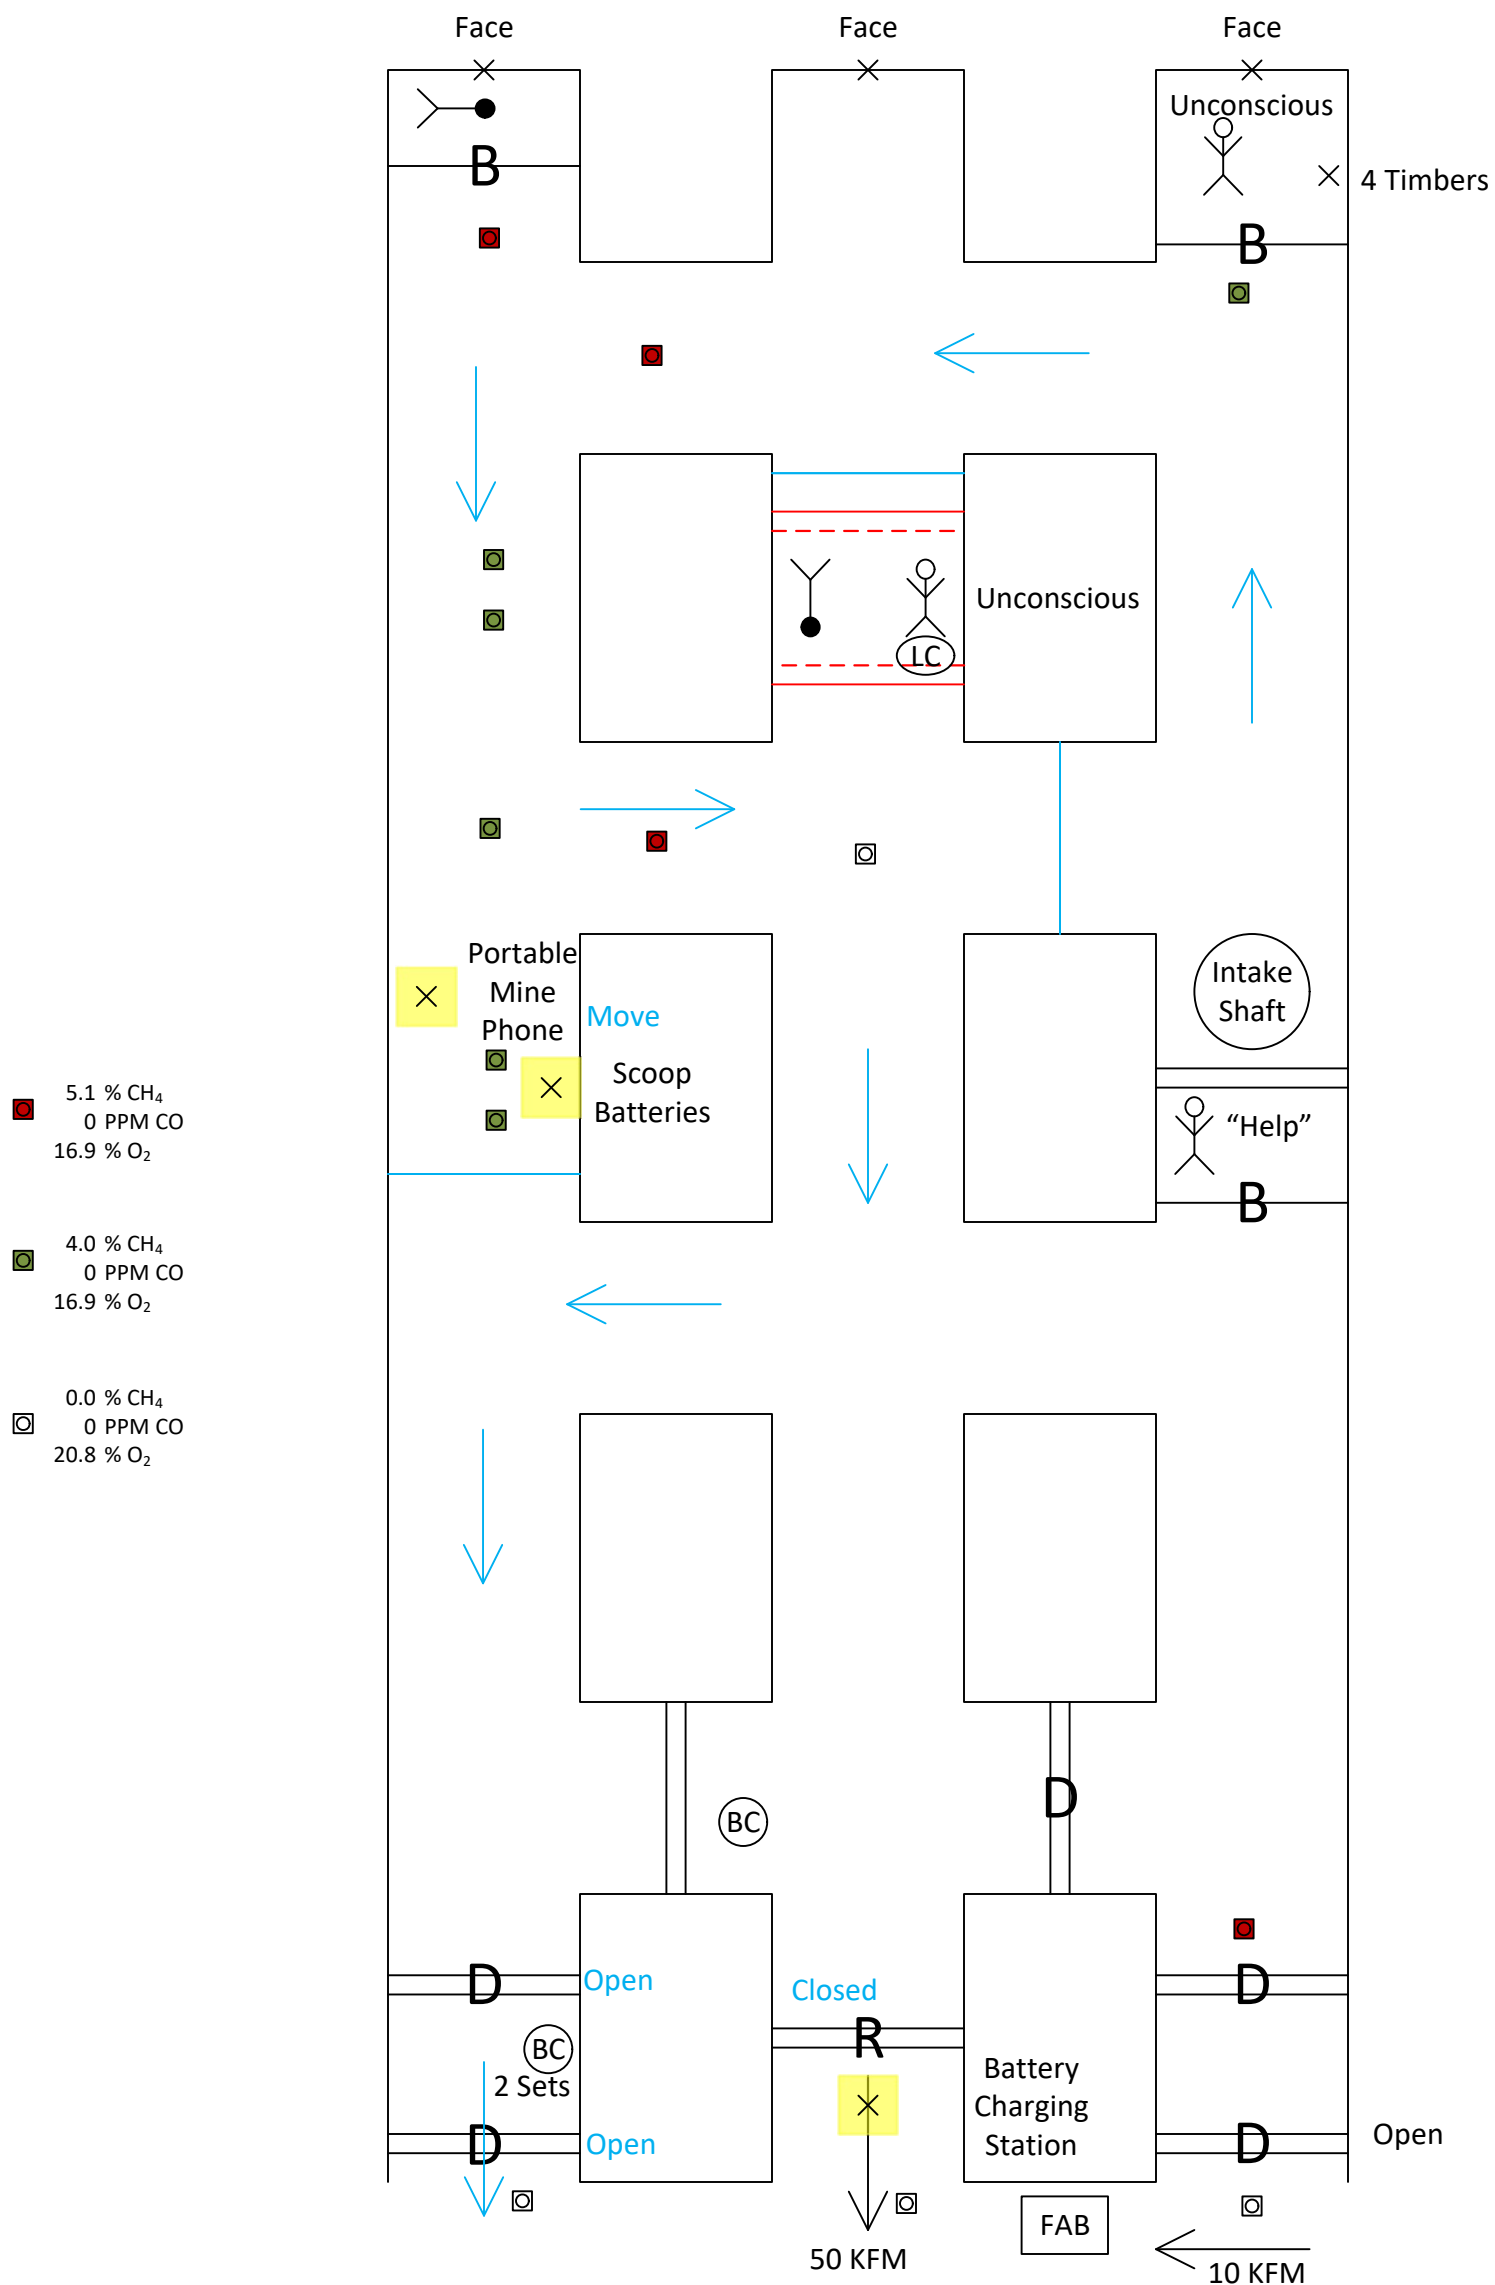 Face
Face
Face
Unconscious
B
4 Timbers
B
Unconscious
LC
Portable
Mine
Phone
Move
Scoop
Batteries
Intake
Shaft
"Help"
B
5.1 % CH₄
0 PPM CO
16.9 % O₂
4.0 % CH₄
0 PPM CO
16.9 % O₂
0.0 % CH₄
0 PPM CO
20.8 % O₂
BC
D
D
Open
Closed
D
R
BC
2 Sets
Battery
Charging
Station
D
Open
D
Open
FAB
50 KFM
10 KFM